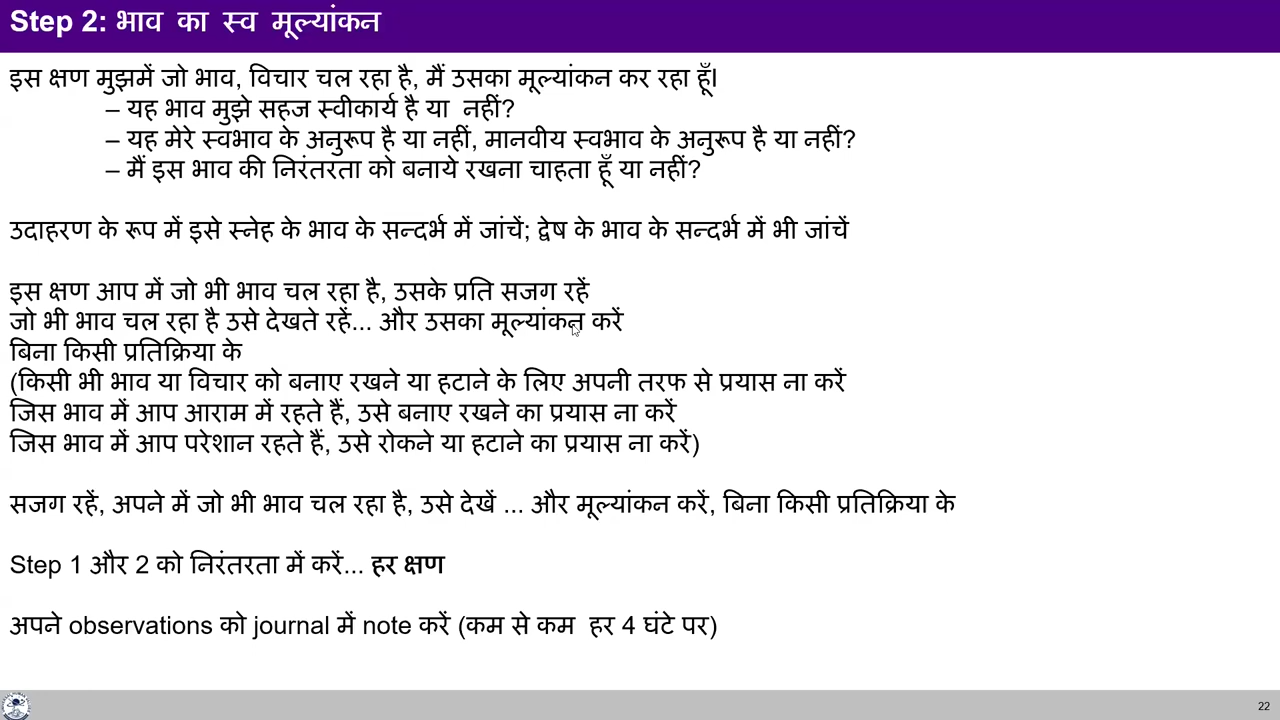 Step 2: भाव का स्व मूल्यांकन
इस क्षण मुझमें जो भाव, विचार चल रहा है, मैं उसका मूल्यांकन कर रहा हूँ।
– यह भाव मुझे सहज स्वीकार्य है या नहीं?
– यह मेरे स्वभाव के अनुरूप है या नहीं, मानवीय स्वभाव के अनुरूप है या नहीं?
– मैं इस भाव की निरंतरता को बनाये रखना चाहता हूँ या नहीं?
उदाहरण के रूप में इसे स्नेह के भाव के सन्दर्भ में जांचें; द्वेष के भाव के सन्दर्भ में भी जांचें
इस क्षण आप में जो भी भाव चल रहा है, उसके प्रति सजग रहें
जो भी भाव चल रहा है उसे देखते रहें... और उसका मूल्यांकन करें
बिना किसी प्रतिक्रिया के
(किसी भी भाव या विचार को बनाए रखने या हटाने के लिए अपनी तरफ से प्रयास ना करें
जिस भाव में आप आराम में रहते हैं, उसे बनाए रखने का प्रयास ना करें
जिस भाव में आप परेशान रहते हैं, उसे रोकने या हटाने का प्रयास ना करें)
सजग रहें, अपने में जो भी भाव चल रहा है, उसे देखें ... और मूल्यांकन करें, बिना किसी प्रतिक्रिया के
Step 1 और 2 को निरंतरता में करें... हर क्षण
अपने observations को journal में note करें (कम से कम हर 4 घंटे पर)
22